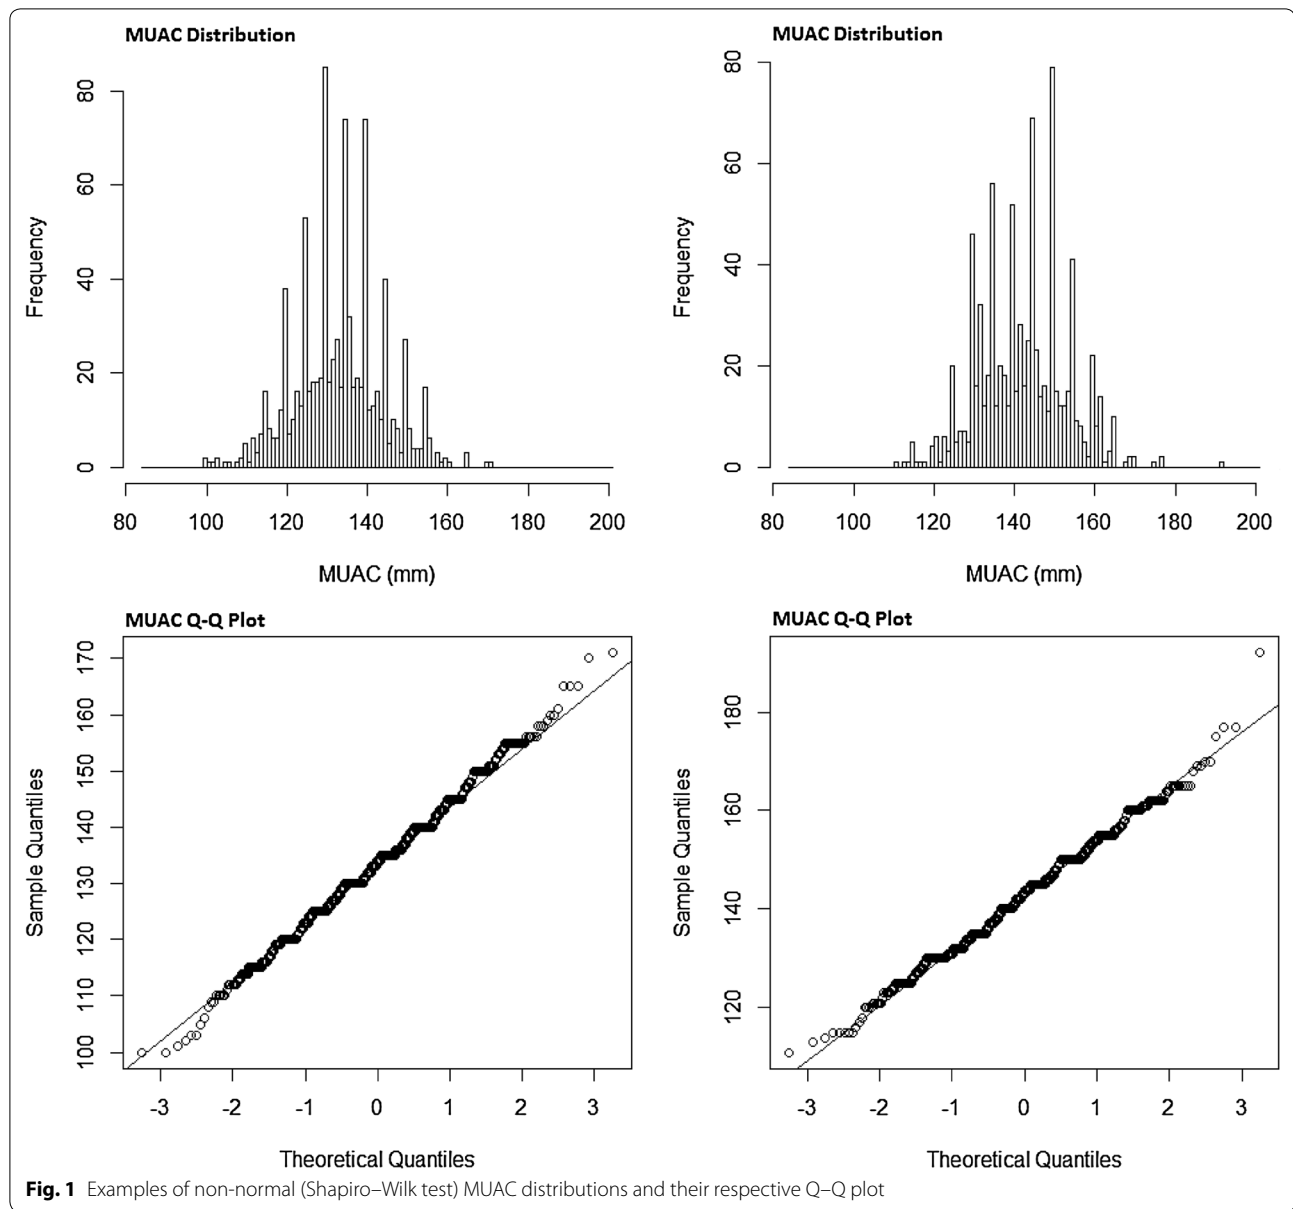 MUAC Distribution
Frequency
0 20 40 60 80
80 100 120 140 160 180 200
MUAC (mm)
MUAC Distribution
Frequency
0 20 40 60 80
80 100 120 140 160 180 200
MUAC (mm)
MUAC Q-Q Plot
Sample Quantiles
100 110 120 130 140 150 160 170
-3 -2 -1 0 1 2 3
Theoretical Quantiles
MUAC Q-Q Plot
Sample Quantiles
120 140 160 180
-3 -2 -1 0 1 2 3
Theoretical Quantiles
Fig. 1 Examples of non-normal (Shapiro–Wilk test) MUAC distributions and their respective Q–Q plot